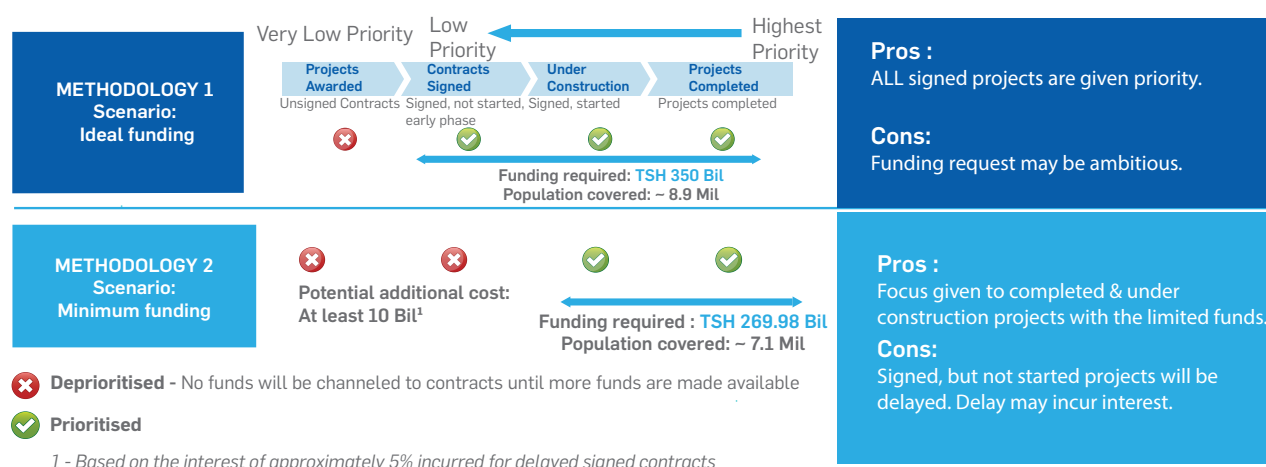 METHODOLOGY 1
Scenario:
Ideal funding
Very Low Priority
Low
Priority
Highest
Priority
Projects
Awarded
Contracts
Signed
Under
Construction
Projects
Completed
Unsigned Contracts
Signed, not started,
early phase
Signed, started
Projects completed
Funding required: TSH 350 Bil
Population covered: ~ 8.9 Mil
Pros :
ALL signed projects are given priority.
Cons:
Funding request may be ambitious.
METHODOLOGY 2
Scenario:
Minimum funding
Potential additional cost:
At least 10 Bil¹
Funding required : TSH 269.98 Bil
Population covered: ~ 7.1 Mil
Pros :
Focus given to completed & under
construction projects with the limited funds.
Cons:
Signed, but not started projects will be
delayed. Delay may incur interest.
Deprioritised - No funds will be channeled to contracts until more funds are made available
Prioritised
1 - Based on the interest of approximately 5% incurred for delayed signed contracts